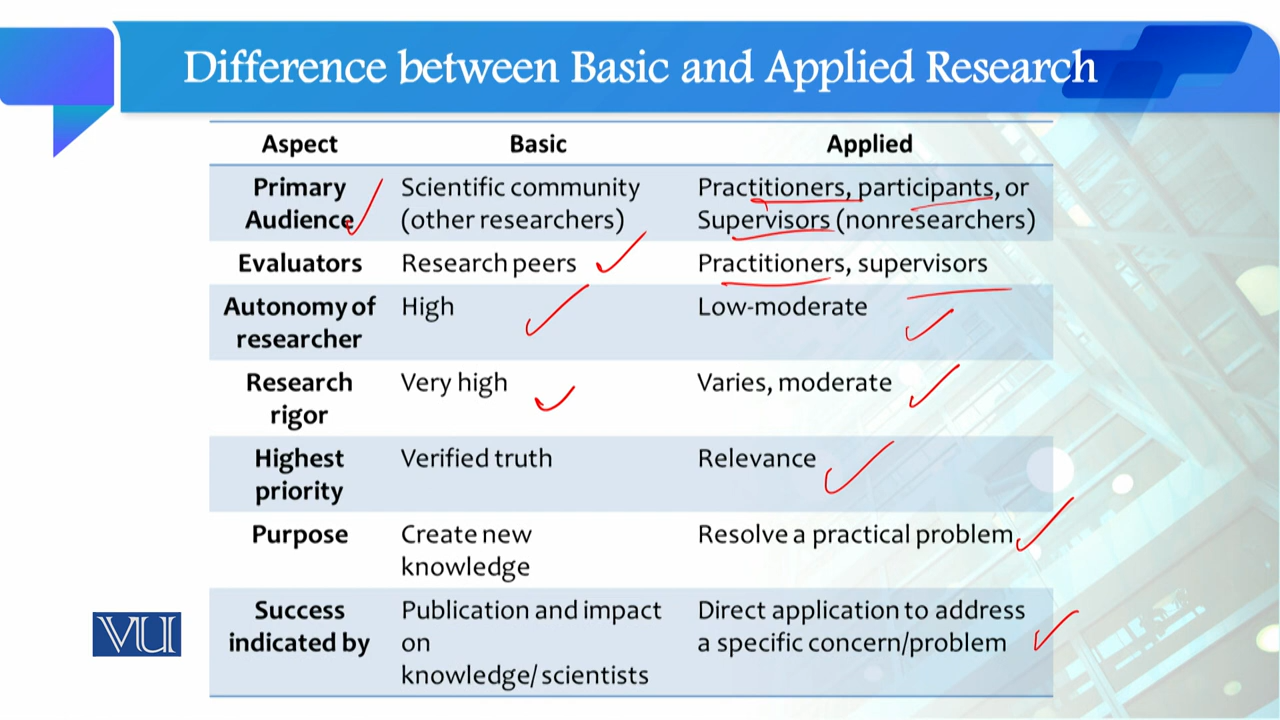 Difference between Basic and Applied Research
Aspect Basic Applied
Primary Scientific community Practitioners, participants, or
Audience (other researchers) Supervisors (nonresearchers)
Evaluators Research peers Practitioners, supervisors
Autonomy of High Low-moderate
researcher
Research Very high Varies, moderate
rigor
Highest Verified truth Relevance
priority
Purpose Create new Resolve a practical problem
knowledge
Success Publication and impact Direct application to address
indicated by on a specific concern/problem
knowledge/ scientists
VU